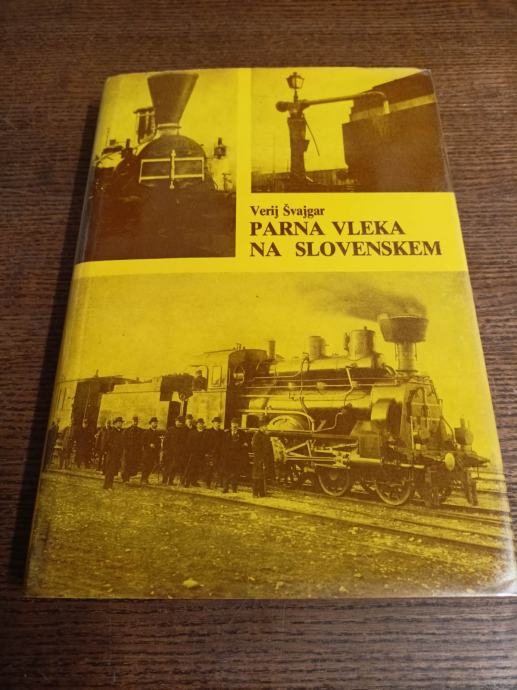 Verij Švajgar
PARNA VLEKA
NA SLOVENSKEM